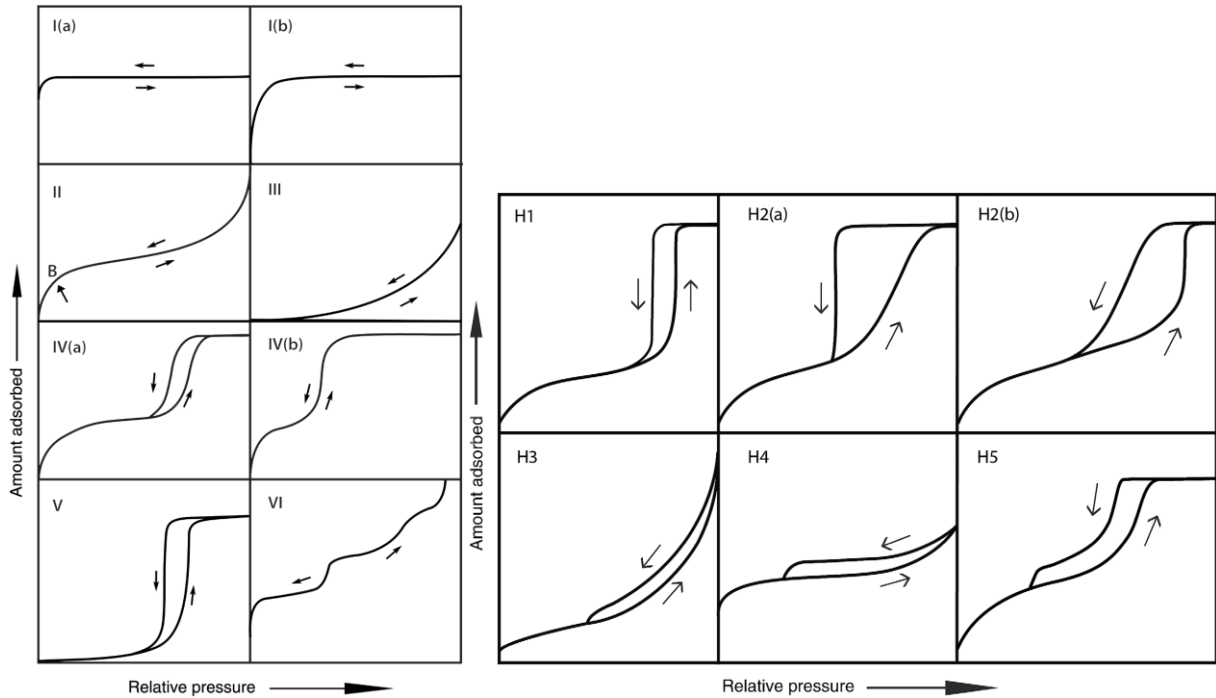 I(a)
I(b)
II
III
B
IV(a)
IV(b)
V
VI
Amount adsorbed
Relative pressure
H1
H2(a)
H2(b)
H3
H4
H5
Amount adsorbed
Relative pressure